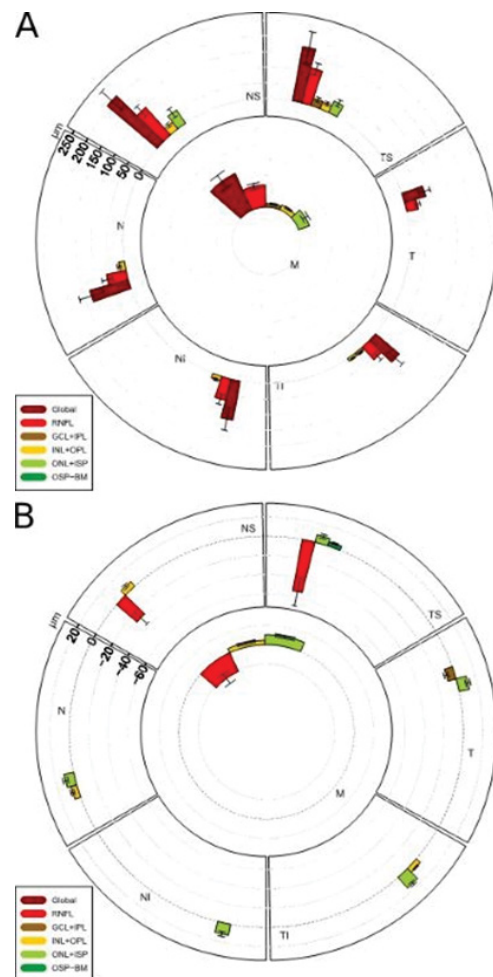 A
NS
TS
µm
250
200
150
100
50
0
N
M
T
NI
TI
Global
RNFL
GCL+IPL
INL+OPL
ONL+ISP
OSP-BM
B
NS
TS
µm
20
0
-20
-40
-60
N
M
T
NI
TI
Global
RNFL
GCL+IPL
INL+OPL
ONL+ISP
OSP-BM